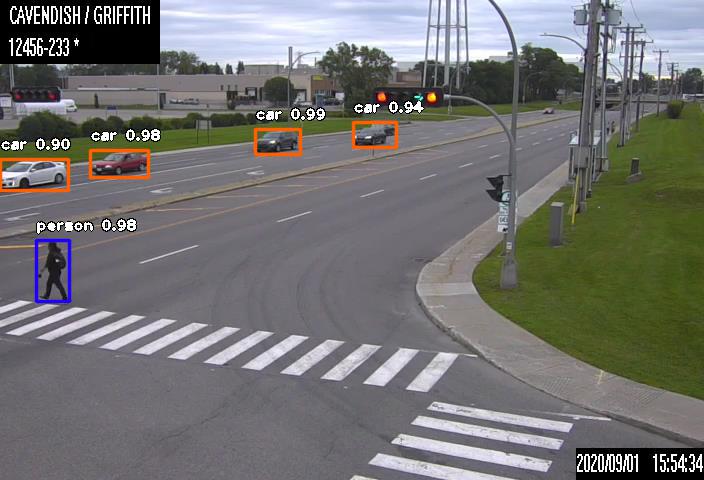 CAVENDISH / GRIFFITH
12456-233 *
car 0.90
car 0.98
car 0.99
car 0.94
person 0.98
2020/09/01 15:54:34